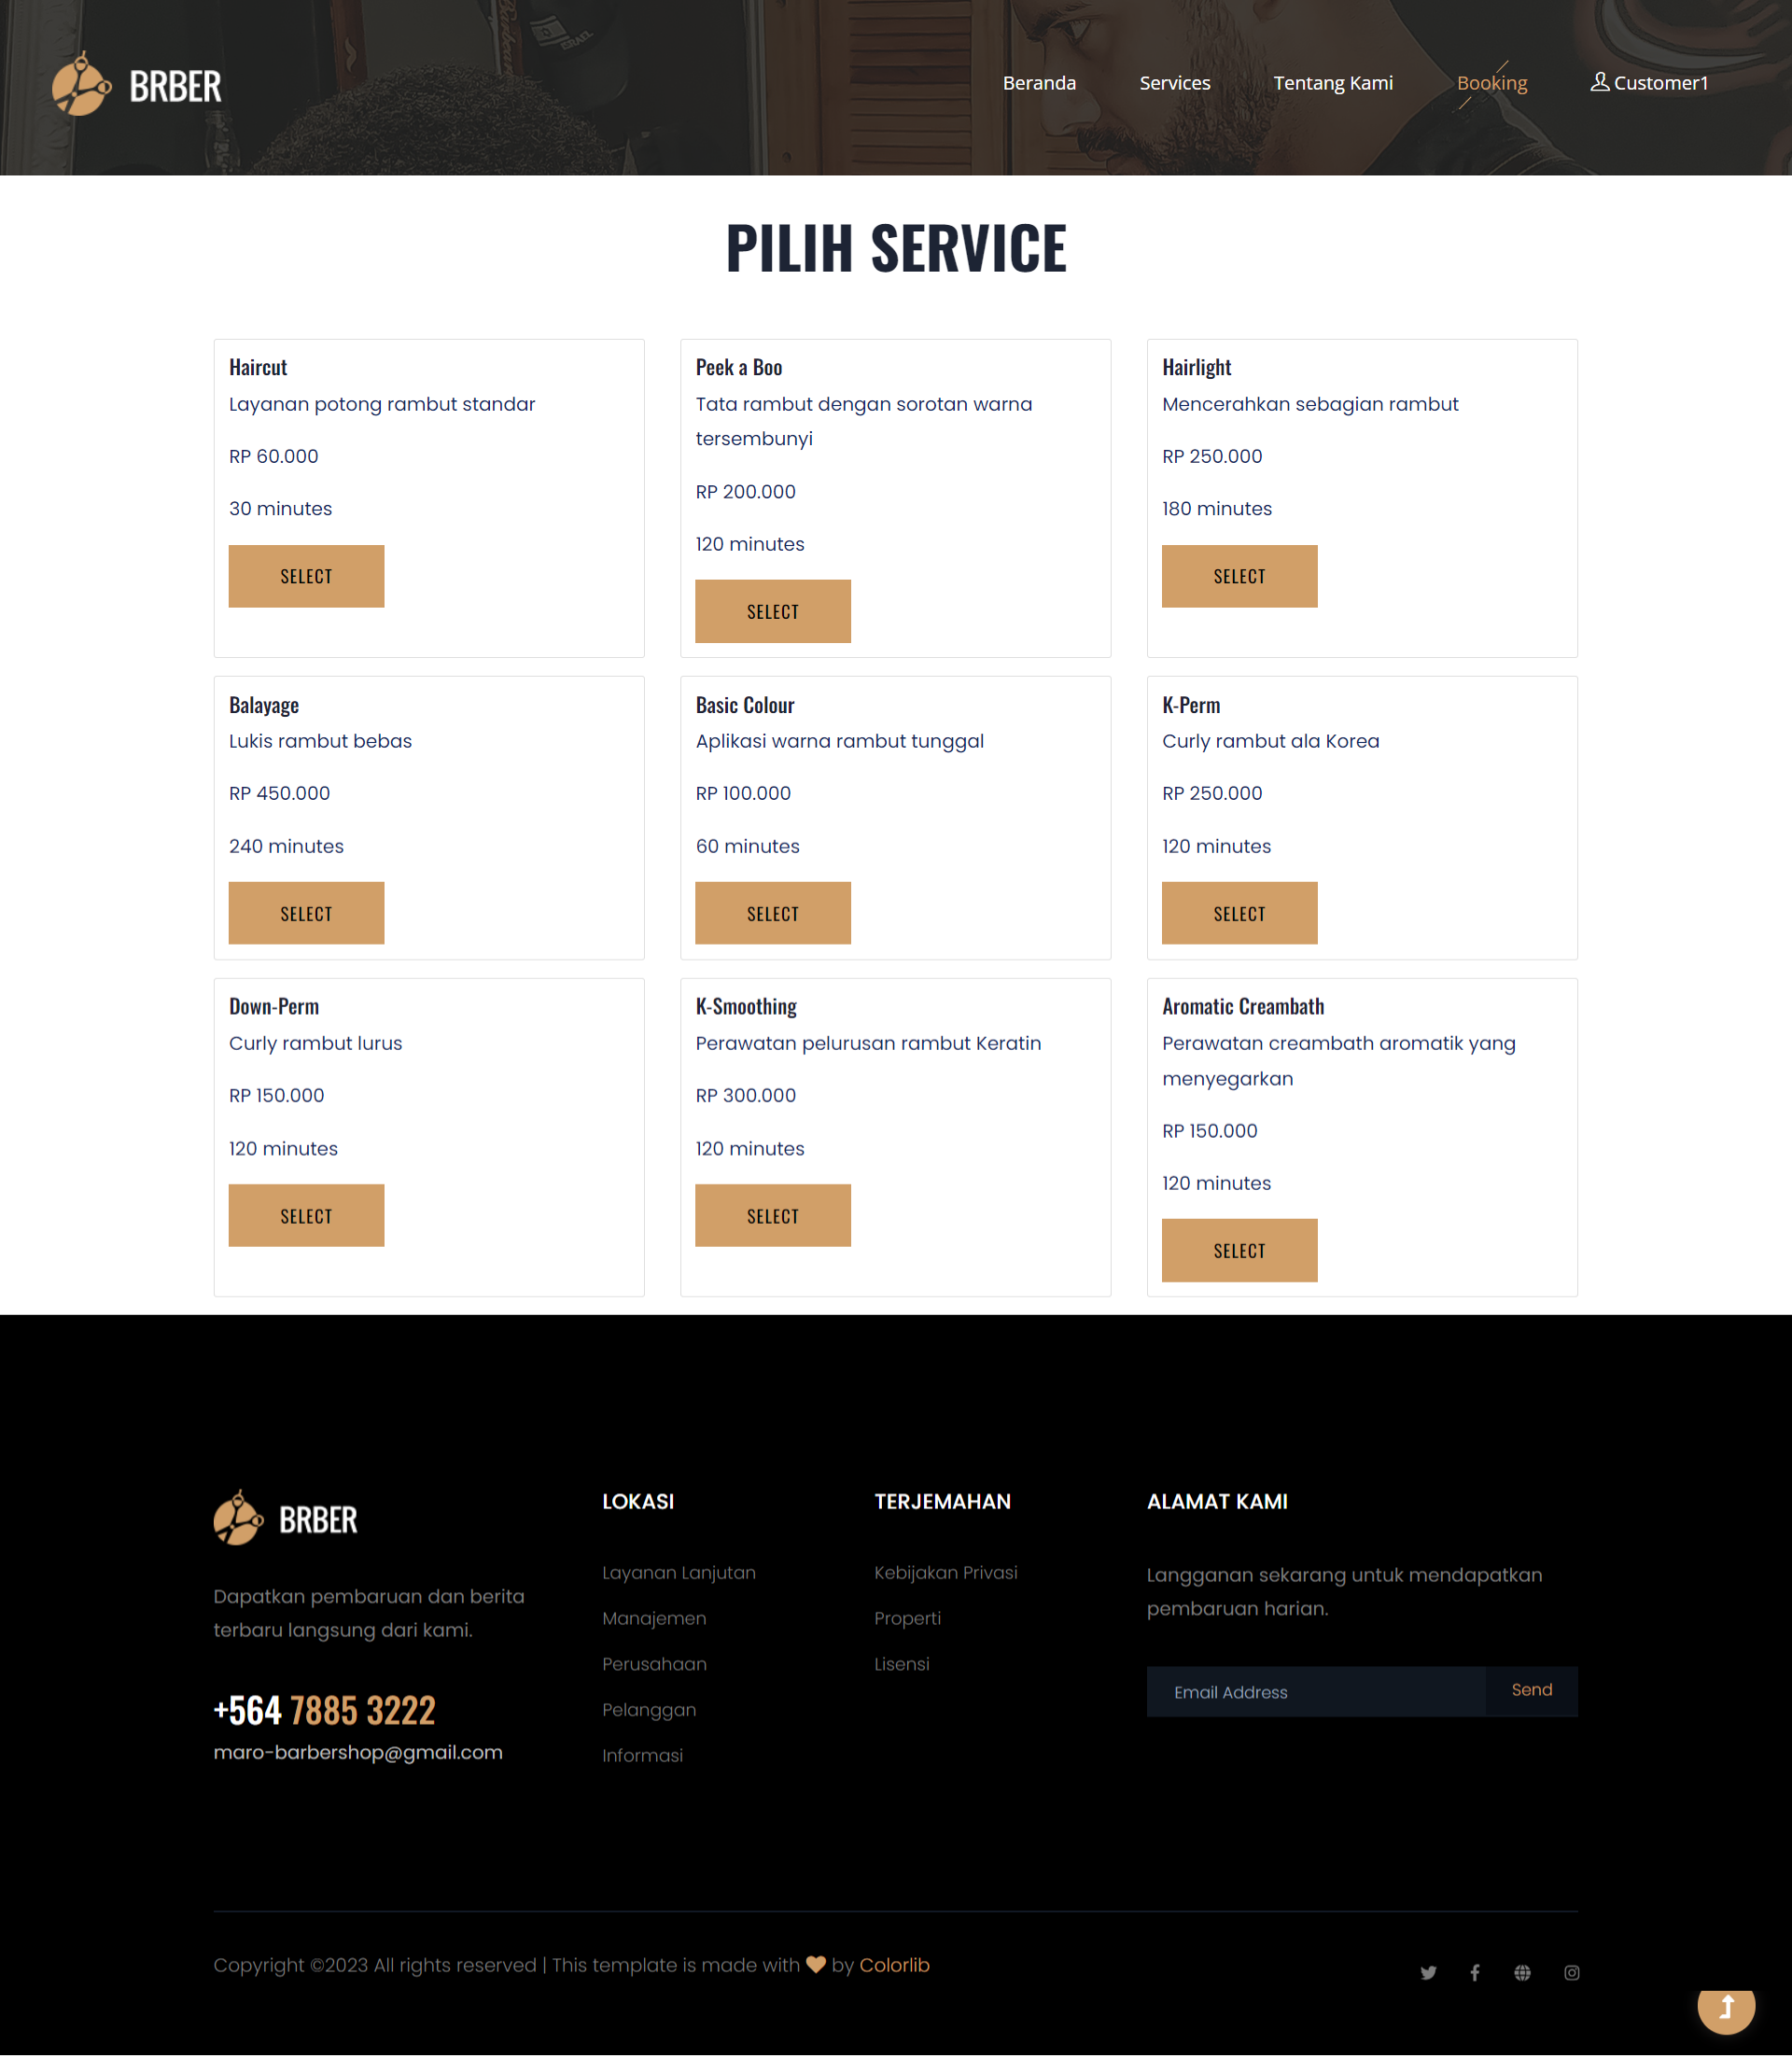 BRBER
Beranda
Services
Tentang Kami
Booking
Customer1
PILIH SERVICE
Haircut
Layanan potong rambut standar
RP 60.000
30 minutes
SELECT
Peek a Boo
Tata rambut dengan sorotan warna
tersembunyi
RP 200.000
120 minutes
SELECT
Hairlight
Mencerahkan sebagian rambut
RP 250.000
180 minutes
SELECT
Balayage
Lukis rambut bebas
RP 450.000
240 minutes
SELECT
Basic Colour
Aplikasi warna rambut tunggal
RP 100.000
60 minutes
SELECT
K-Perm
Curly rambut ala Korea
RP 250.000
120 minutes
SELECT
Down-Perm
Curly rambut lurus
RP 150.000
120 minutes
SELECT
K-Smoothing
Perawatan pelurusan rambut Keratin
RP 300.000
120 minutes
SELECT
Aromatic Creambath
Perawatan creambath aromatik yang
menyegarkan
RP 150.000
120 minutes
SELECT
BRBER
Dapatkan pembaruan dan berita
terbaru langsung dari kami.
+564 7885 3222
maro-barbershop@gmail.com
LOKASI
Layanan Lanjutan
Manajemen
Perusahaan
Pelanggan
Informasi
TERJEMAHAN
Kebijakan Privasi
Properti
Lisensi
ALAMAT KAMI
Langganan sekarang untuk mendapatkan
pembaruan harian.
Email Address
Send
Copyright ©2023 All rights reserved | This template is made with by Colorlib